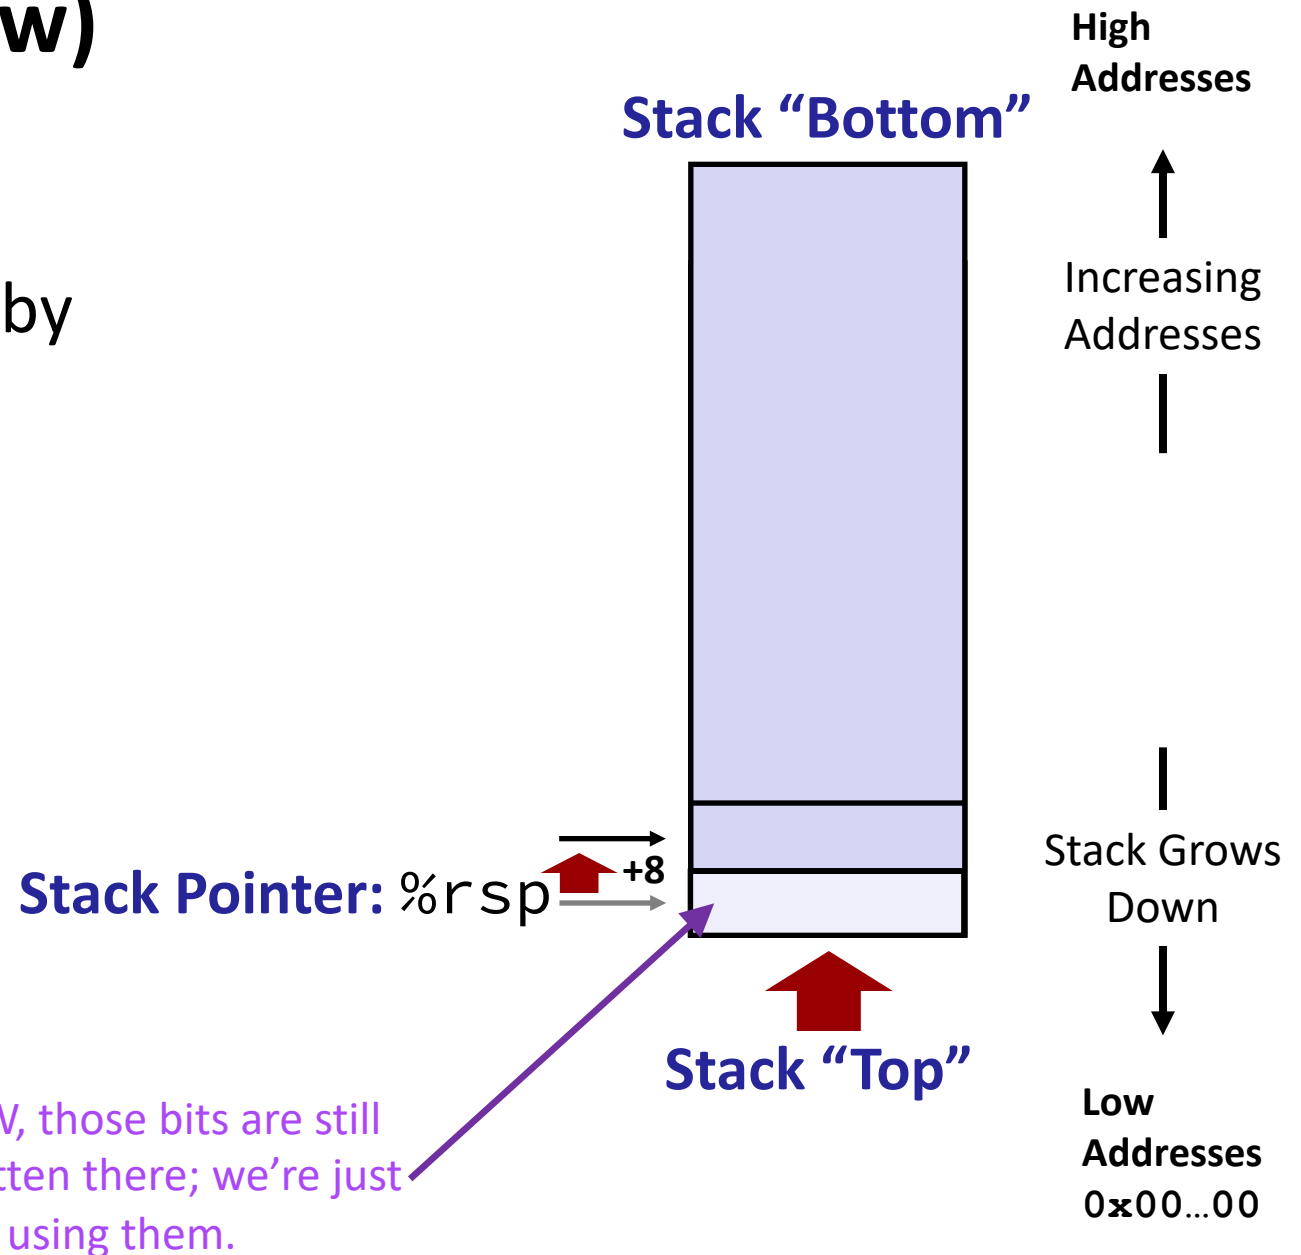 w)
High
Addresses
Stack “Bottom”
Increasing
Addresses
by
Stack Grows
Down
+8
Stack Pointer: %rsp
Stack “Top”
Low
Addresses
0x00…00
W, those bits are still
tten there; we’re just
using them.